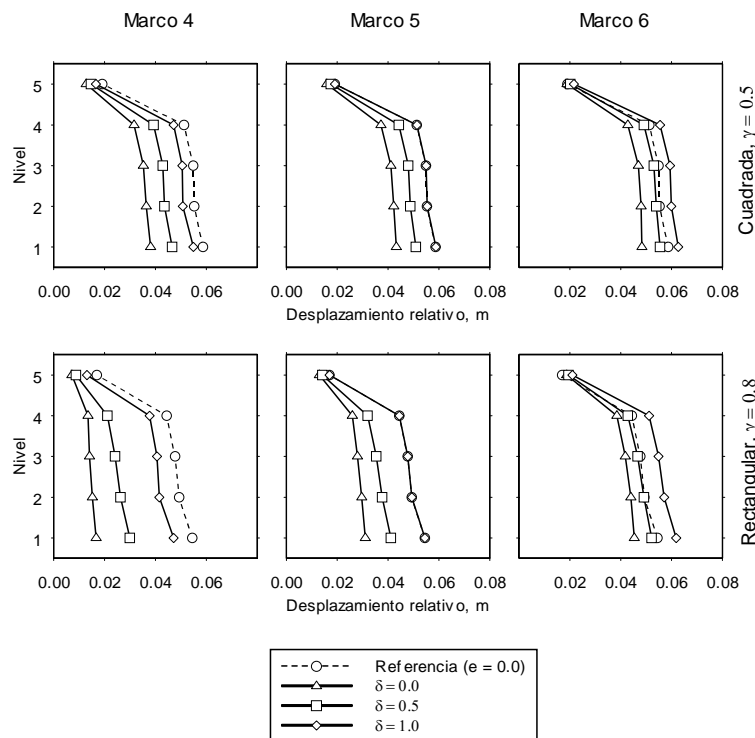 Marco 4 Marco 5 Marco 6
5
4
3
2
1
Nivel
0.00 0.02 0.04 0.06 0.00 0.02 0.04 0.06 0.08 0.02 0.04 0.06 0.08
Desplazamiento relativo, m
Cuadrada, γ = 0.5
5
4
3
2
1
Nivel
0.00 0.02 0.04 0.06 0.00 0.02 0.04 0.06 0.08 0.02 0.04 0.06 0.08
Desplazamiento relativo, m
Rectangular, γ = 0.8
Referencia (e = 0.0)
δ = 0.0
δ = 0.5
δ = 1.0